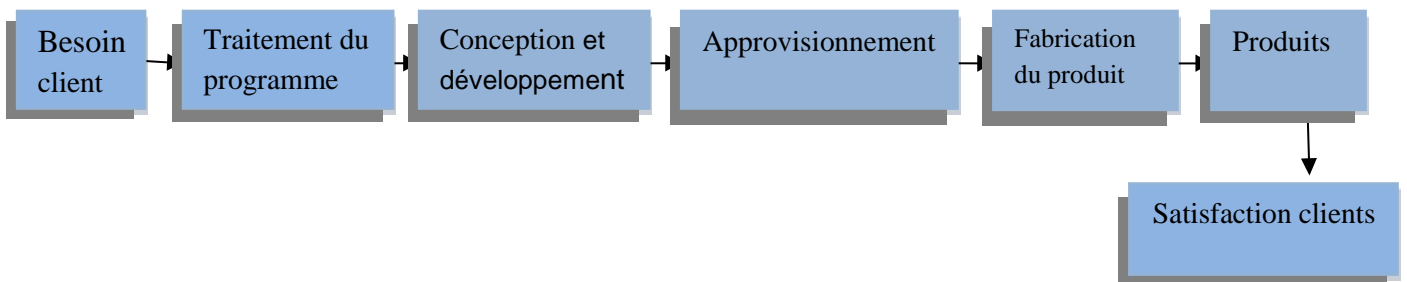 Besoin
client
Traitement du
programme
Conception et
développement
Approvisionnement
Fabrication
du produit
Produits
Satisfaction clients